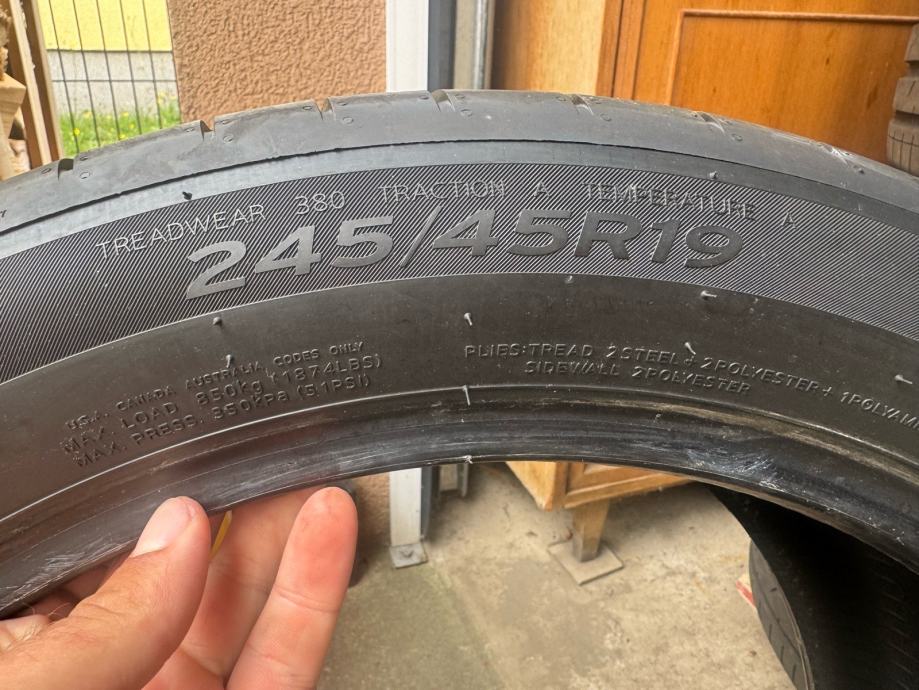 TREADWEAR 380 TRACTION A TEMPERATURE A
245/45R19
U.S.A. CANADA AUSTRALIA CODES ONLY
MAX. LOAD 850kg (1874LBS)
MAX. PRESS. 350kPa (51PSI)
PLIES:TREAD 2STEEL+2POLYESTER+1POLYAM
SIDEWALL 2POLYESTER